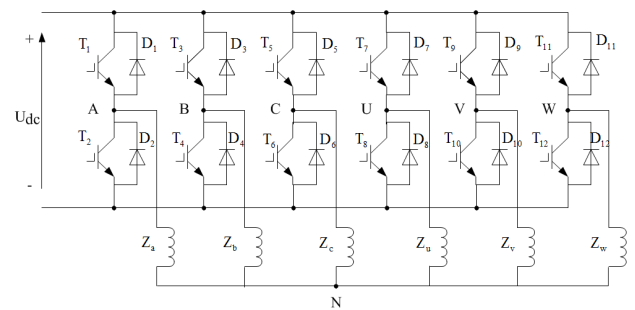 + T1 D1 T3 D3 T5 D5 T7 D7 T9 D9 T11 D11
A B C U V W
Udc
T2 D2 T4 D4 T6 D6 T8 D8 T10 D10 T12 D12
-
Za Zb Zc Zu Zv Zw
N